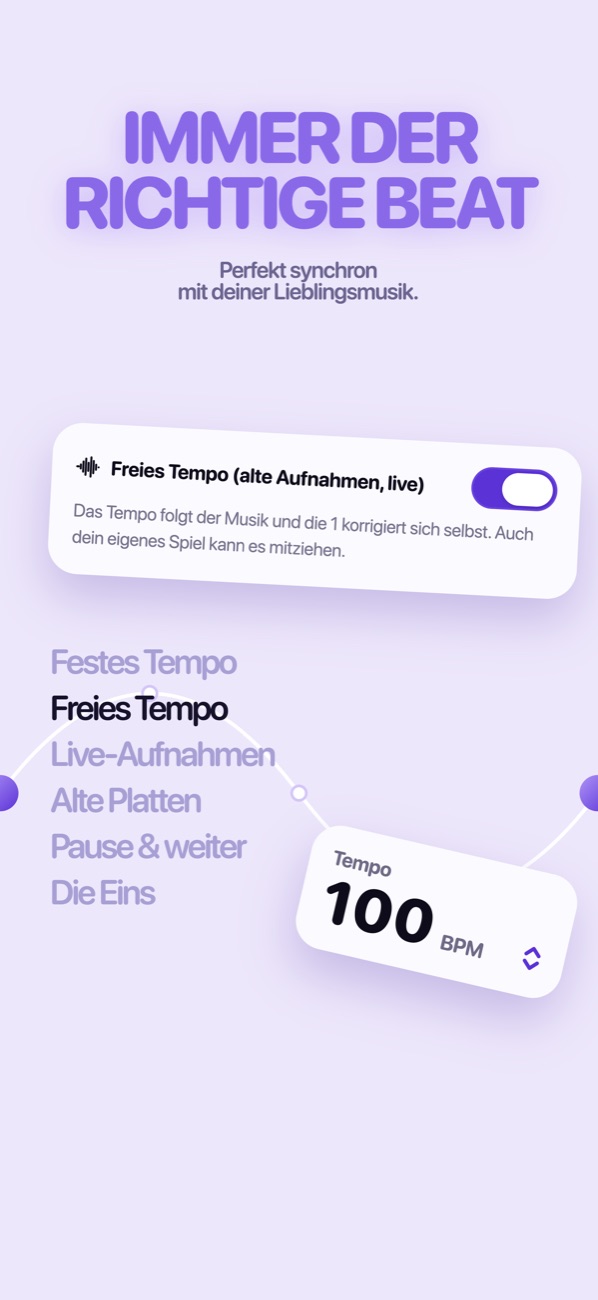 IMMER DER
RICHTIGE BEAT
Perfekt synchron
mit deiner Lieblingsmusik.
Freies Tempo (alte Aufnahmen, live)
Das Tempo folgt der Musik und die 1 korrigiert sich selbst. Auch
dein eigenes Spiel kann es mitziehen.
Festes Tempo
Freies Tempo
Live-Aufnahmen
Alte Platten
Pause & weiter
Die Eins
Tempo
100 BPM